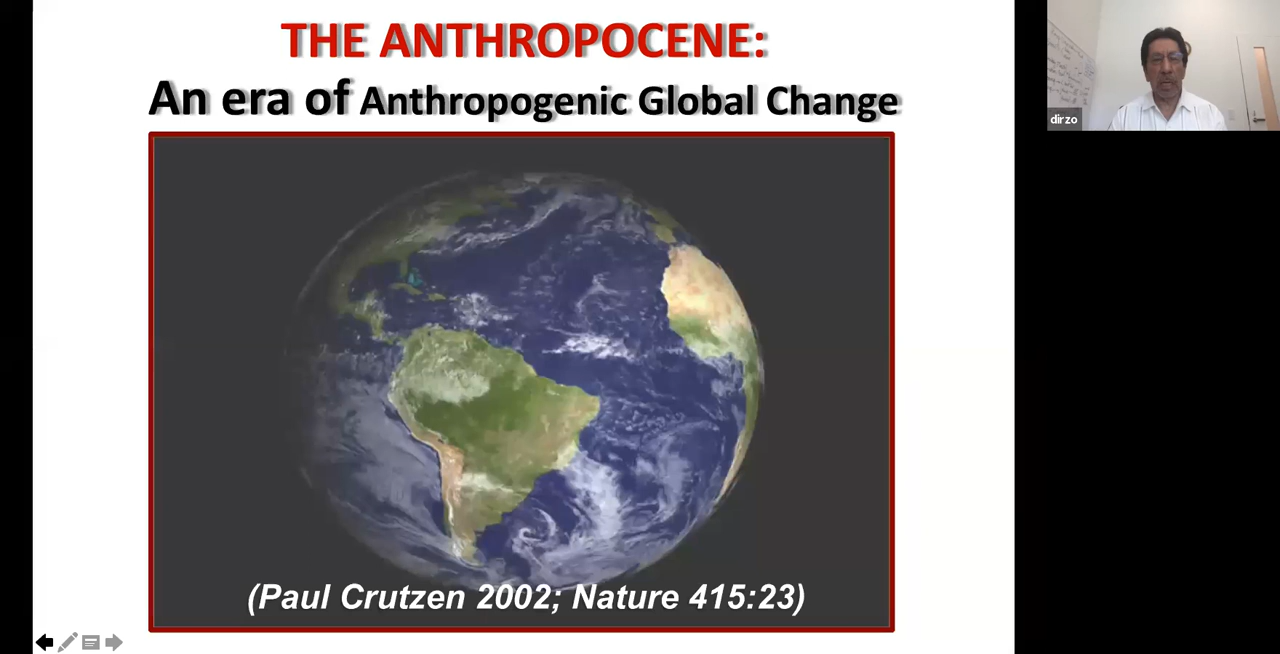 THE ANTHROPOCENE:
An era of Anthropogenic Global Change
(Paul Crutzen 2002; Nature 415:23)
dirzo